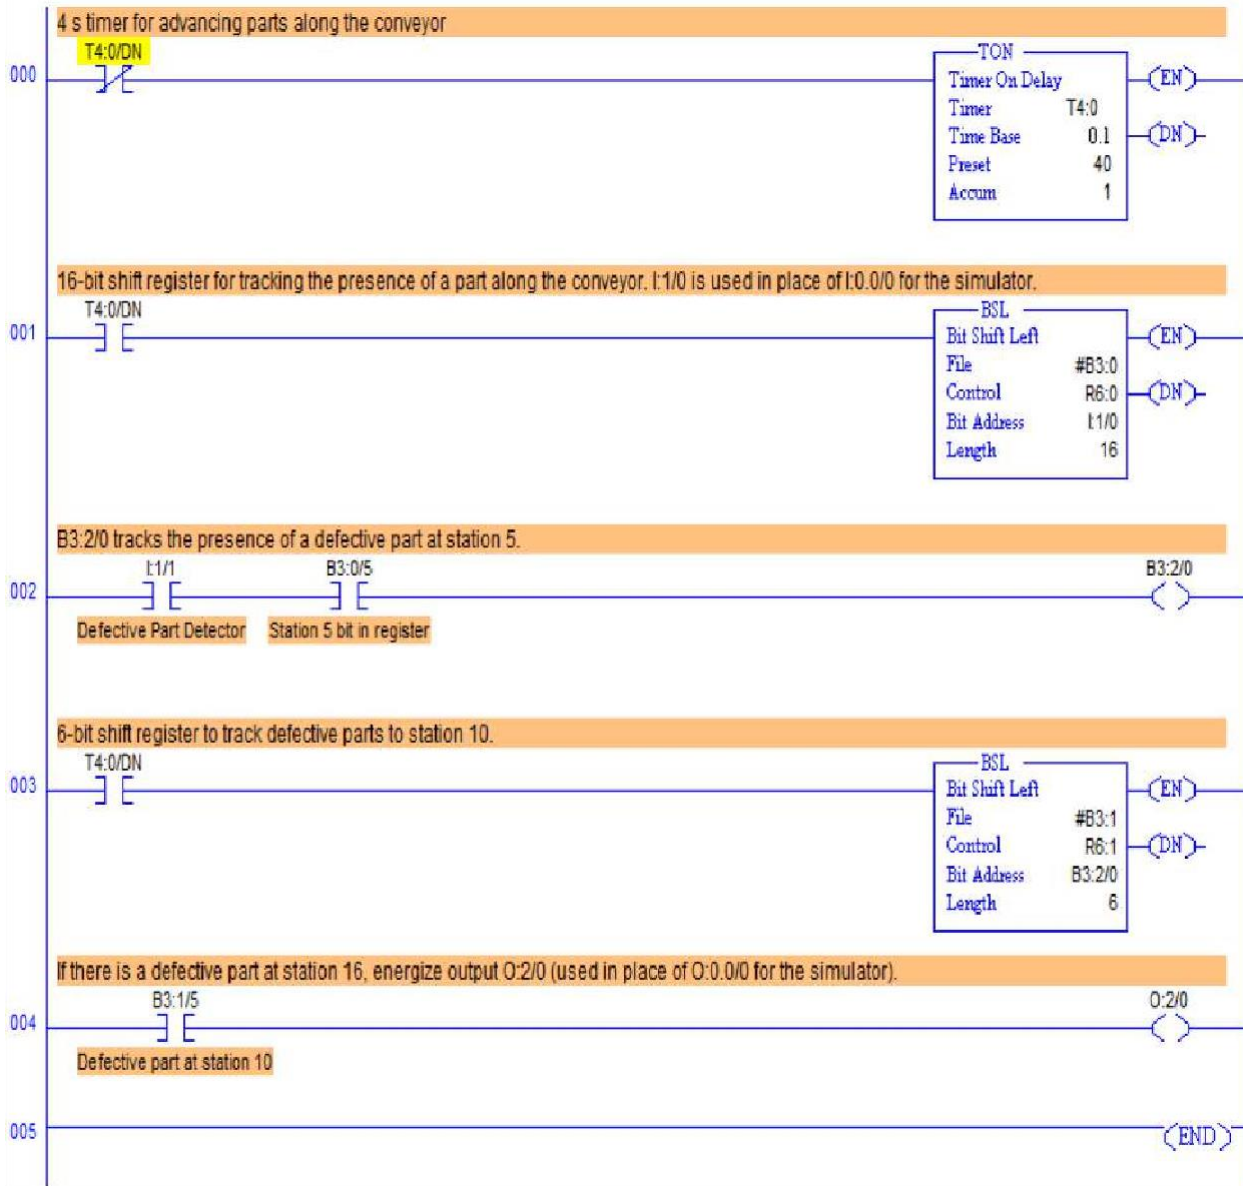 4 s timer for advancing parts along the conveyor
T4:0/DN
000
TON
Timer On Delay
Timer T4:0
Time Base 0.1
Preset 40
Accum 1
(EN)
(DN)
16-bit shift register for tracking the presence of a part along the conveyor. I:1/0 is used in place of I:0.0/0 for the simulator.
T4:0/DN
001
BSL
Bit Shift Left
File #B3:0
Control R6:0
Bit Address I:1/0
Length 16
(EN)
(DN)
B3:2/0 tracks the presence of a defective part at station 5.
I:1/1 B3:0/5 B3:2/0
002
Defective Part Detector Station 5 bit in register
6-bit shift register to track defective parts to station 10.
T4:0/DN
003
BSL
Bit Shift Left
File #B3:1
Control R6:1
Bit Address B3:2/0
Length 6
(EN)
(DN)
If there is a defective part at station 16, energize output O:2/0 (used in place of O:0.0/0 for the simulator).
B3:1/5 O:2/0
004
Defective part at station 10
005
(END)